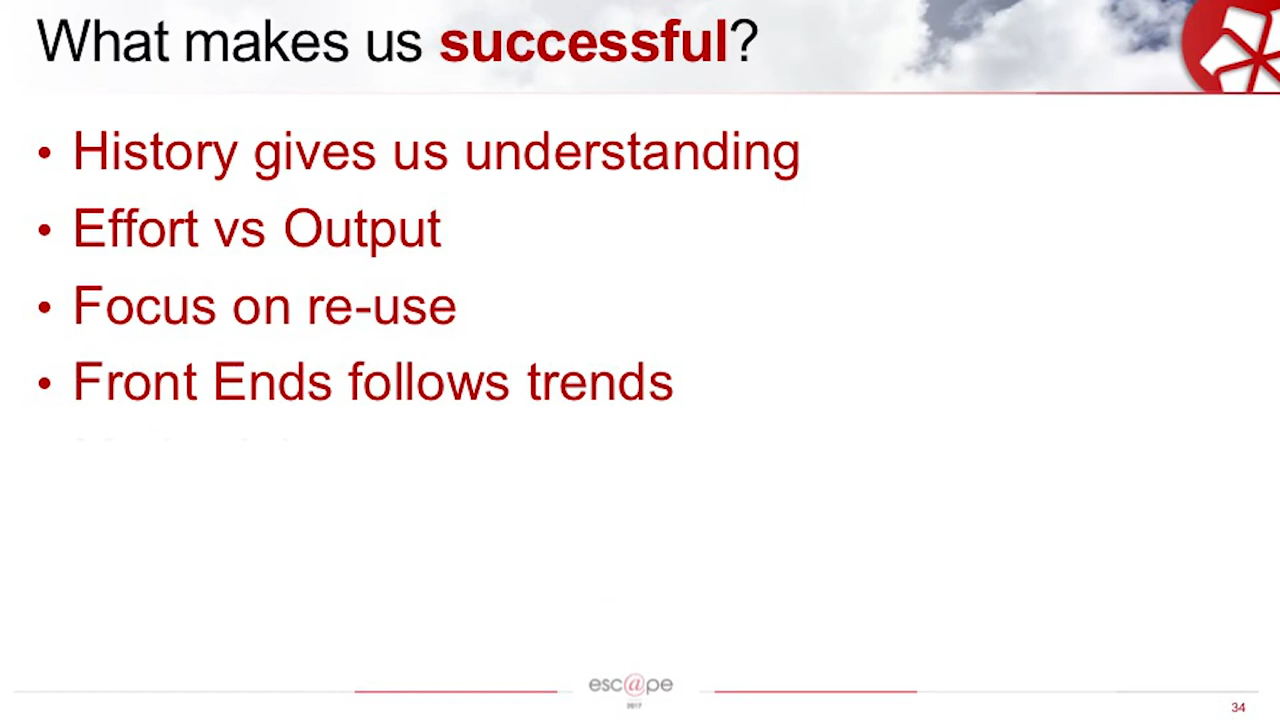 What makes us successful?
• History gives us understanding
• Effort vs Output
• Focus on re-use
• Front Ends follows trends
esc@pe
2017
34